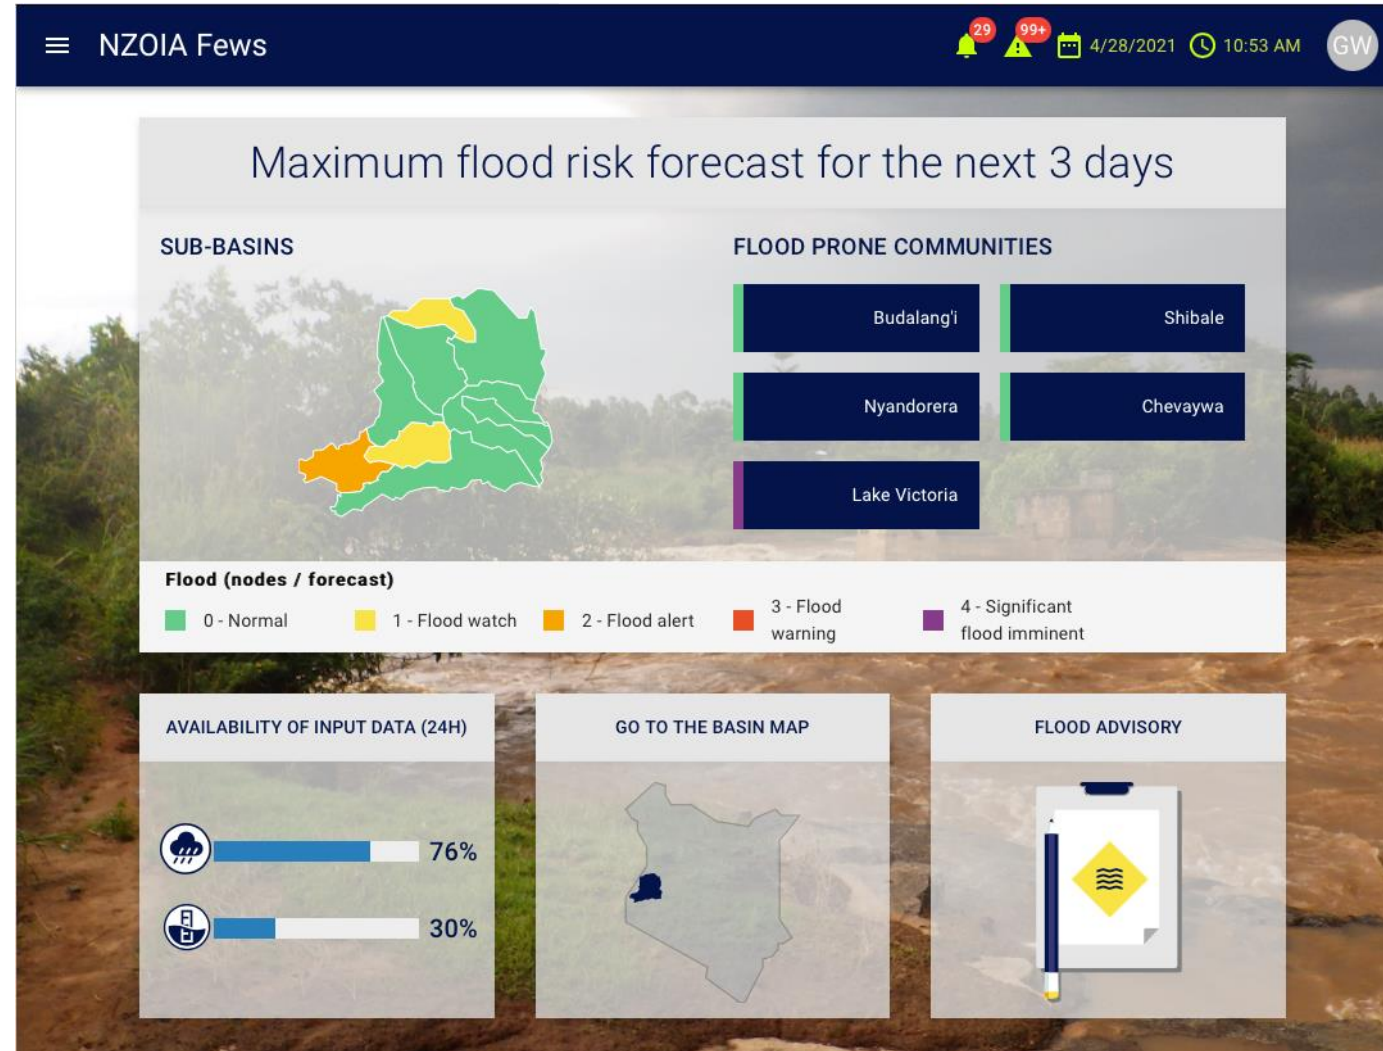 NZOIA Fews
29
99+
4/28/2021
10:53 AM
GW
Maximum flood risk forecast for the next 3 days
SUB-BASINS
FLOOD PRONE COMMUNITIES
Budalang'i
Shibale
Nyandorera
Chevaywa
Lake Victoria
Flood (nodes / forecast)
0 - Normal
1 - Flood watch
2 - Flood alert
3 - Flood
warning
4 - Significant
flood imminent
AVAILABILITY OF INPUT DATA (24H)
76%
30%
GO TO THE BASIN MAP
FLOOD ADVISORY